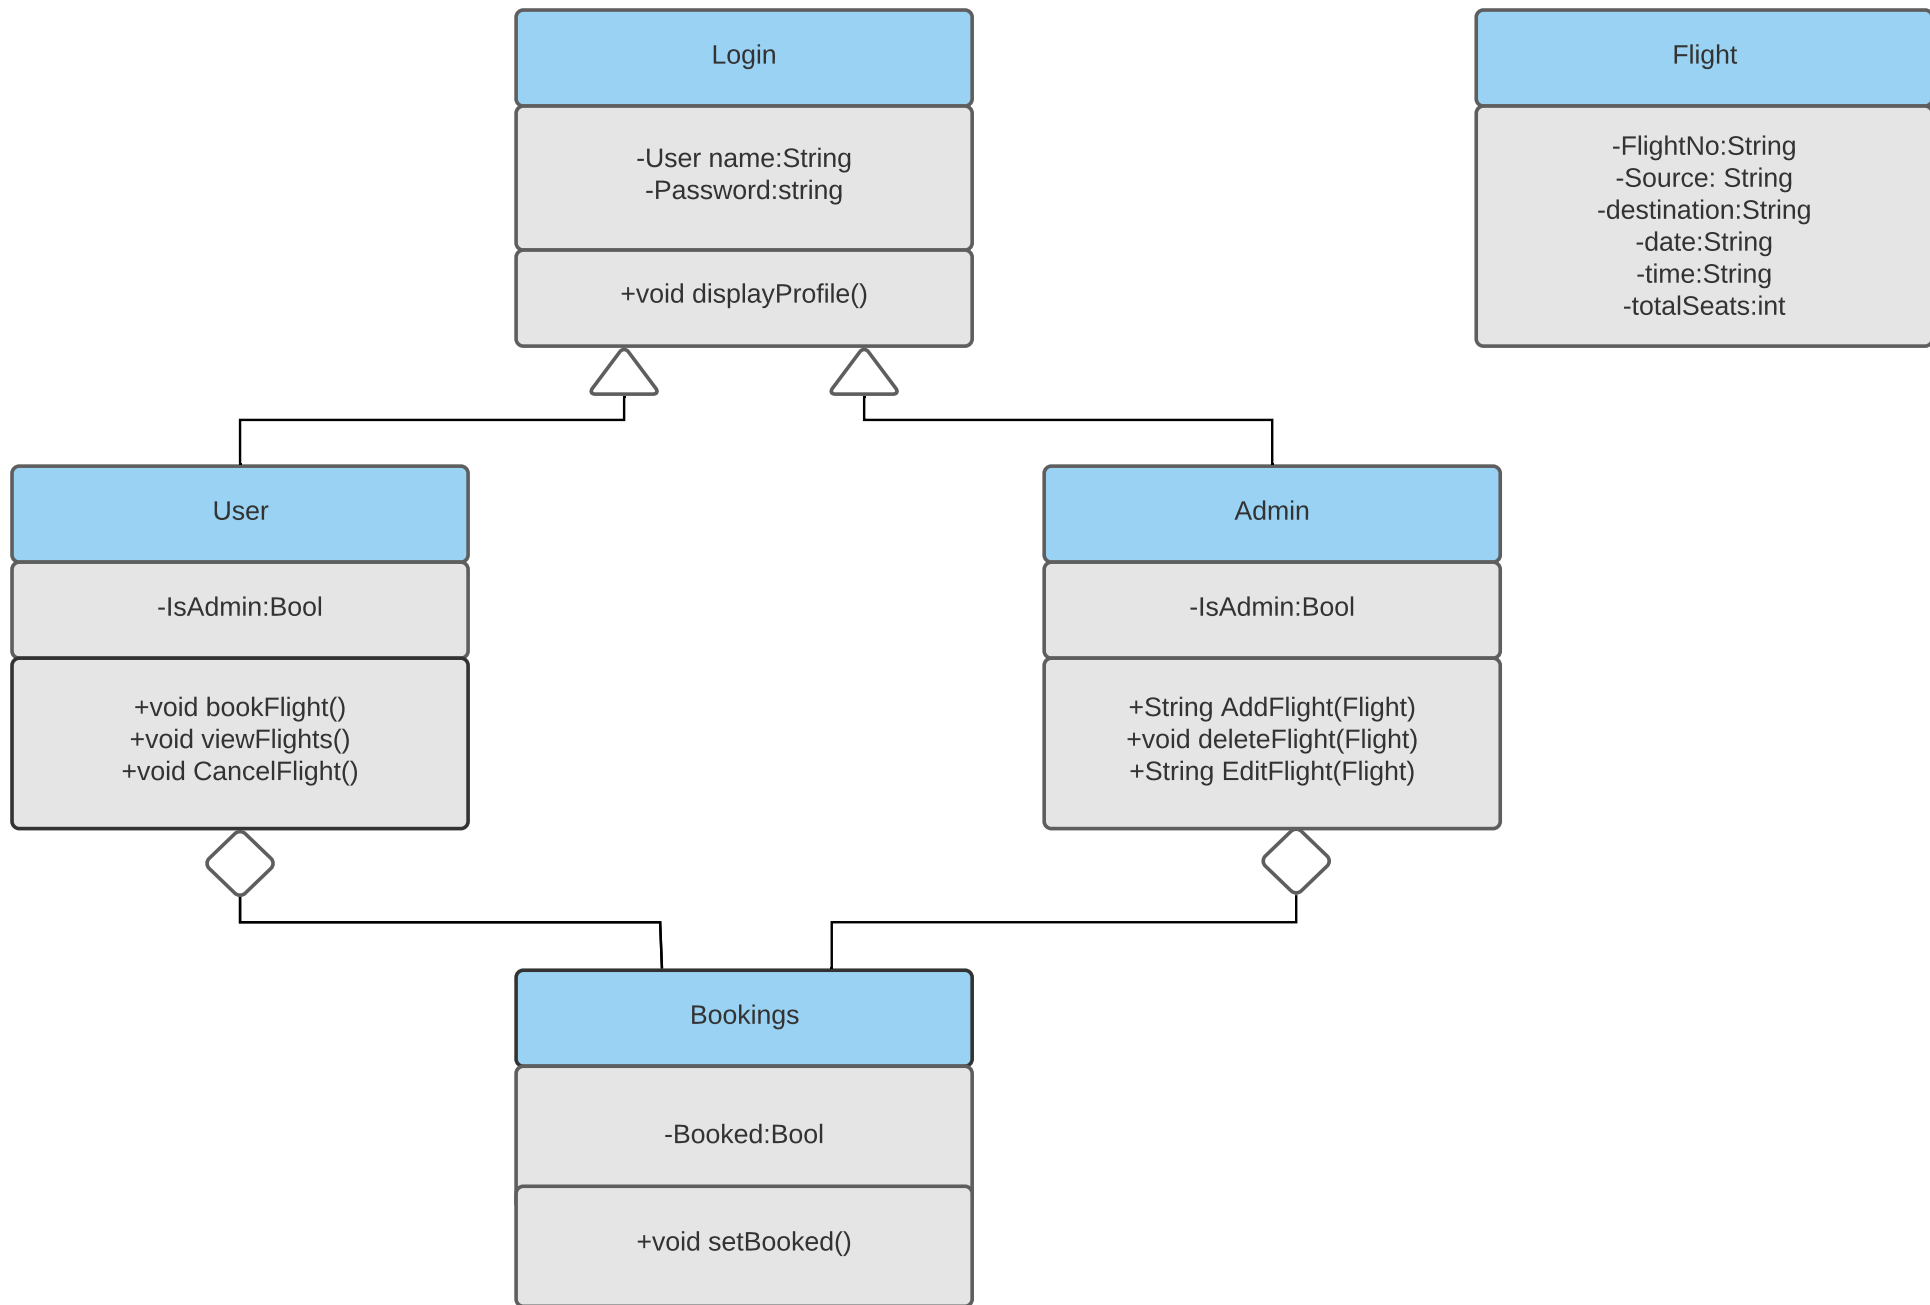 Login
-User name:String
-Password:string
+void displayProfile()
Flight
-FlightNo:String
-Source: String
-destination:String
-date:String
-time:String
-totalSeats:int
User
-IsAdmin:Bool
+void bookFlight()
+void viewFlights()
+void CancelFlight()
Admin
-IsAdmin:Bool
+String AddFlight(Flight)
+void deleteFlight(Flight)
+String EditFlight(Flight)
Bookings
-Booked:Bool
+void setBooked()